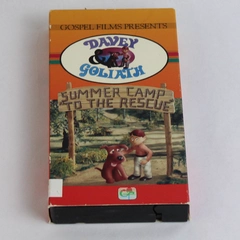 GOSPEL FILMS PRESENTS
DAVEY
AND
GOLIATH
SUMMER CAMP
TO THE RESCUE